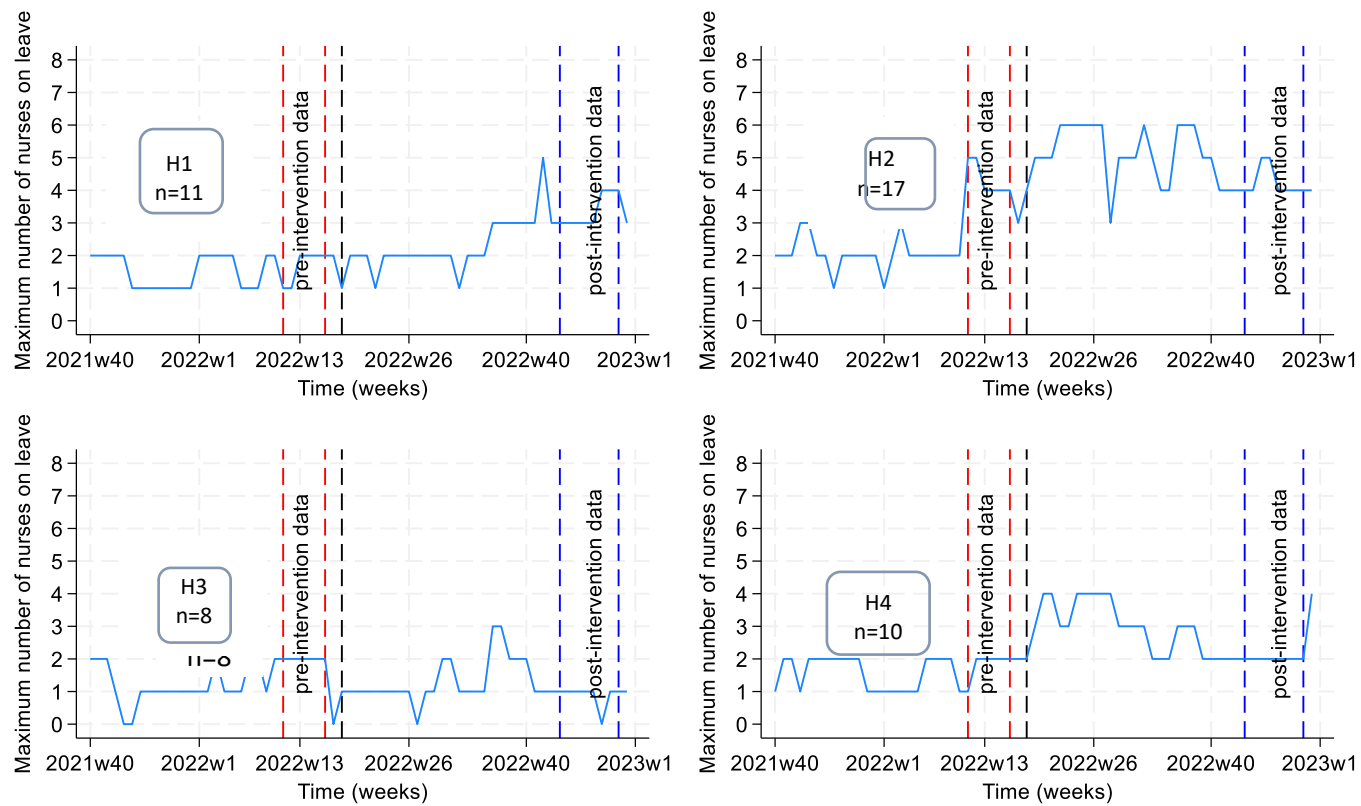 Maximum number of nurses on leave
8
7
6
5
4
3
2
1
0
H1
n=11
pre-intervention data
post-intervention data
2021w40 2022w1 2022w13 2022w26 2022w40 2023w1
Time (weeks)
Maximum number of nurses on leave
8
7
6
5
4
3
2
1
0
H2
n=17
pre-intervention data
post-intervention data
2021w40 2022w1 2022w13 2022w26 2022w40 2023w1
Time (weeks)
Maximum number of nurses on leave
8
7
6
5
4
3
2
1
0
H3
n=8
pre-intervention data
post-intervention data
2021w40 2022w1 2022w13 2022w26 2022w40 2023w1
Time (weeks)
Maximum number of nurses on leave
8
7
6
5
4
3
2
1
0
H4
n=10
pre-intervention data
post-intervention data
2021w40 2022w1 2022w13 2022w26 2022w40 2023w1
Time (weeks)